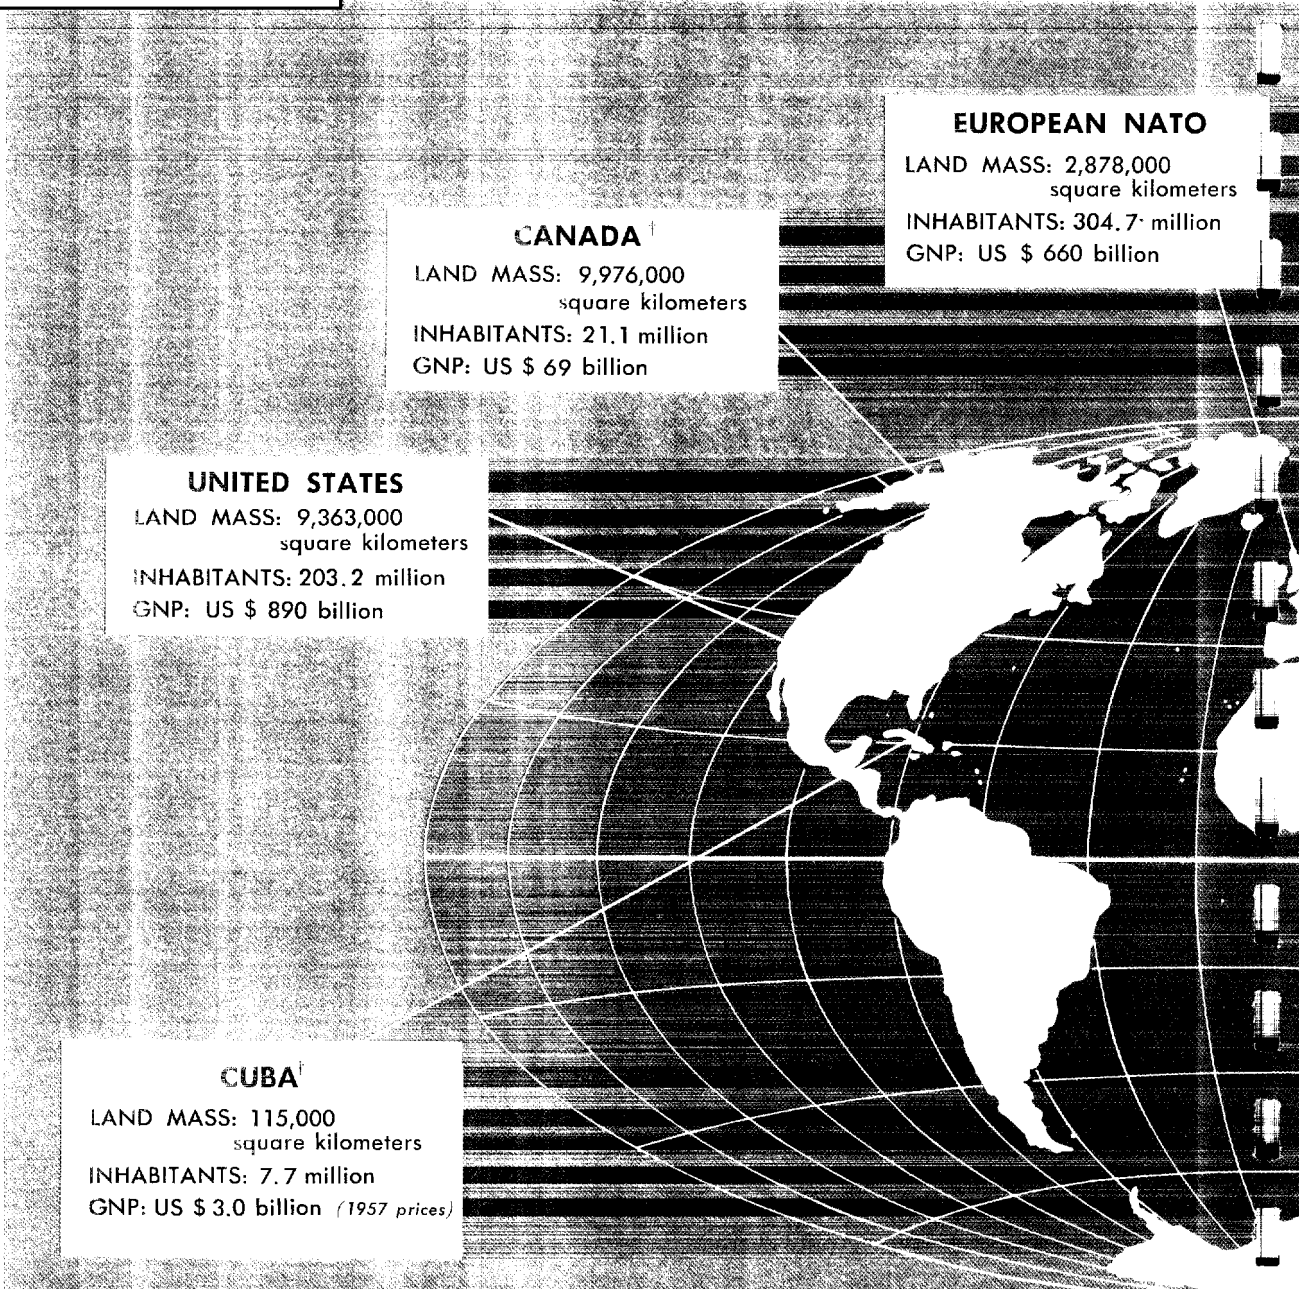 EUROPEAN NATO
LAND MASS: 2,878,000
square kilometers
INHABITANTS: 304.7 million
GNP: US $ 660 billion
CANADA†
LAND MASS: 9,976,000
square kilometers
INHABITANTS: 21.1 million
GNP: US $ 69 billion
UNITED STATES
LAND MASS: 9,363,000
square kilometers
INHABITANTS: 203.2 million
GNP: US $ 890 billion
CUBA†
LAND MASS: 115,000
square kilometers
INHABITANTS: 7.7 million
GNP: US $ 3.0 billion (1957 prices)